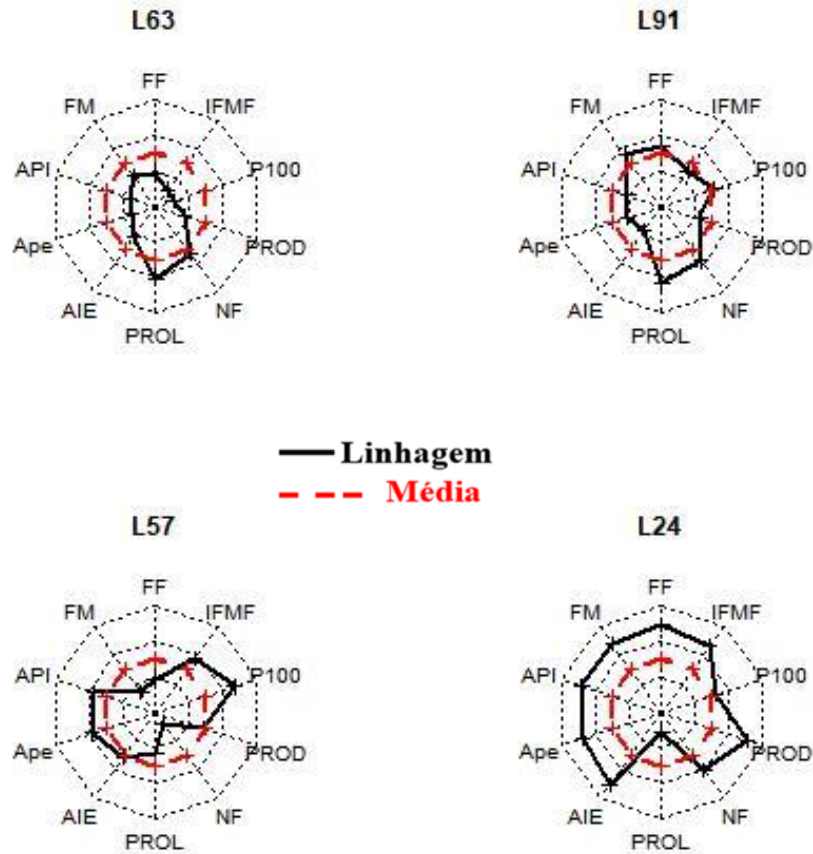 L63
FF
IFMF
P100
PROD
NF
PROL
AIE
Ape
API
FM
L91
FF
IFMF
P100
PROD
NF
PROL
AIE
Ape
API
FM
Linhagem
Média
L57
FF
IFMF
P100
PROD
NF
PROL
AIE
Ape
API
FM
L24
FF
IFMF
P100
PROD
NF
PROL
AIE
Ape
API
FM